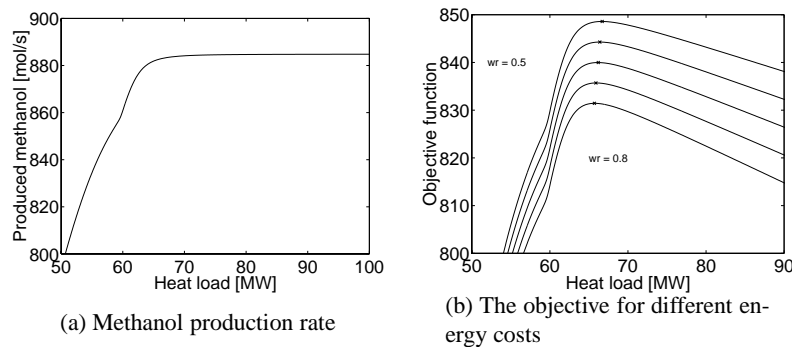 900
880
860
840
820
800
Produced methanol [mol/s]
50 60 70 80 90 100
Heat load [MW]
(a) Methanol production rate
850
840
830
820
810
800
Objective function
wr = 0.5
wr = 0.8
50 60 70 80 90
Heat load [MW]
(b) The objective for different en-
ergy costs